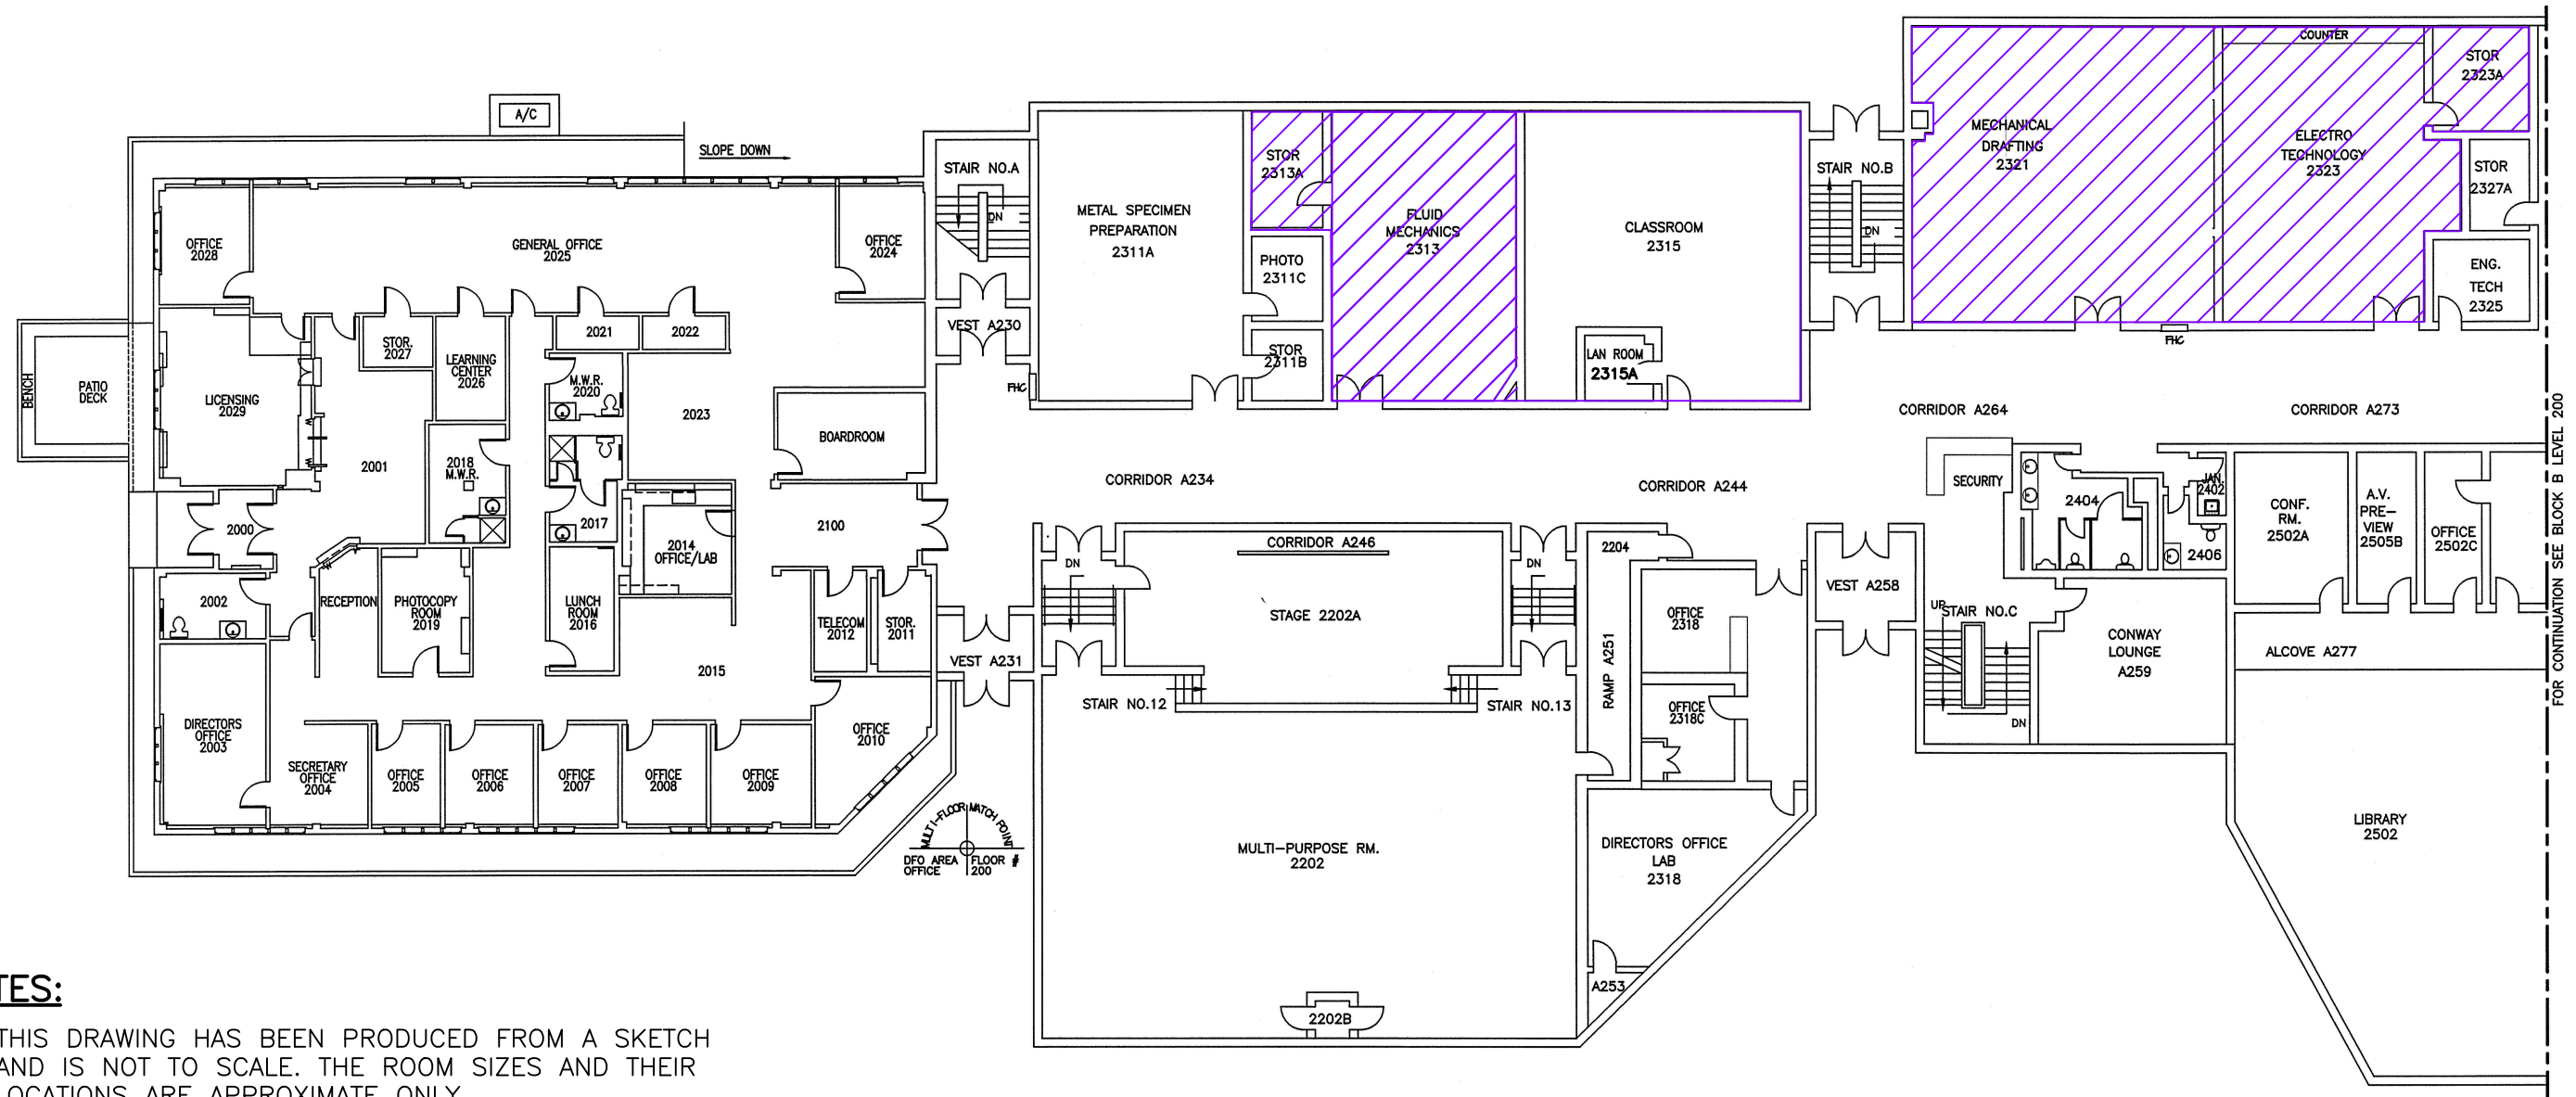 A/C
SLOPE DOWN
OFFICE
2028
GENERAL OFFICE
2025
OFFICE
2024
STAIR NO.A
DN
VEST A230
METAL SPECIMEN
PREPARATION
2311A
STOR
2313A
PHOTO
2311C
STOR
2311B
FLUID
MECHANICS
2313
CLASSROOM
2315
LAN ROOM
2315A
STAIR NO.B
DN
MECHANICAL
DRAFTING
2321
COUNTER
ELECTRO
TECHNOLOGY
2323
STOR
2323A
STOR
2327A
ENG.
TECH
2325
FHC
FHC
BENCH
PATIO
DECK
LICENSING
2029
STOR.
2027
LEARNING
CENTER
2026
2021
2022
M.W.R.
2020
2023
BOARDROOM
2001
2018
M.W.R.
2017
2014
OFFICE/LAB
2100
2000
2002
RECEPTION
PHOTOCOPY
ROOM
2019
LUNCH
ROOM
2016
TELECOM
2012
STOR.
2011
2015
DIRECTORS
OFFICE
2003
SECRETARY
OFFICE
2004
OFFICE
2005
OFFICE
2006
OFFICE
2007
OFFICE
2008
OFFICE
2009
OFFICE
2010
VEST A231
CORRIDOR A234
CORRIDOR A244
CORRIDOR A264
CORRIDOR A273
CORRIDOR A246
DN
DN
STAGE 2202A
STAIR NO.12
STAIR NO.13
2204
RAMP A251
OFFICE
2318
OFFICE
2318C
VEST A258
SECURITY
2404
JAN.
2402
2406
CONF.
RM.
2502A
A.V.
PRE-
VIEW
2505B
OFFICE
2502C
UP
STAIR NO.C
DN
CONWAY
LOUNGE
A259
ALCOVE A277
LIBRARY
2502
MULTI-PURPOSE RM.
2202
2202B
DIRECTORS OFFICE
LAB
2318
A253
MULTI-FLOOR MATCH POINT
DFO AREA
OFFICE
FLOOR #
200
FOR CONTINUATION SEE BLOCK B LEVEL 200
TES:
THIS DRAWING HAS BEEN PRODUCED FROM A SKETCH
AND IS NOT TO SCALE. THE ROOM SIZES AND THEIR
OCATIONS ARE APPROXIMATE ONLY